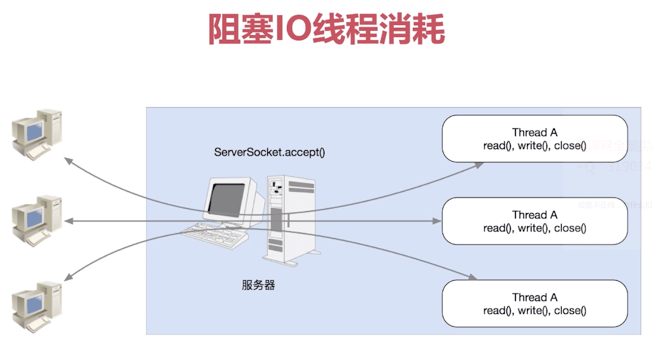 阻塞IO线程消耗
ServerSocket.accept()
服务器
Thread A
read(), write(), close()
Thread A
read(), write(), close()
Thread A
read(), write(), close()